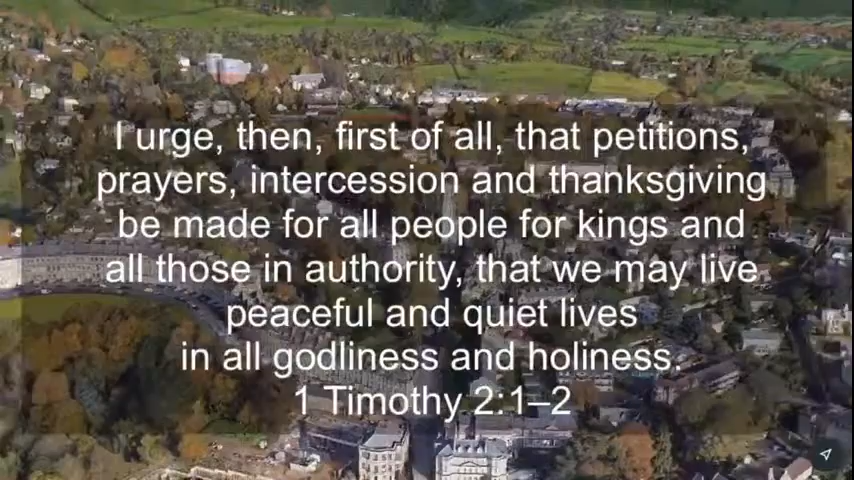 I urge, then, first of all, that petitions,
prayers, intercession and thanksgiving
be made for all people for kings and
all those in authority, that we may live
peaceful and quiet lives
in all godliness and holiness.
1 Timothy 2:1–2